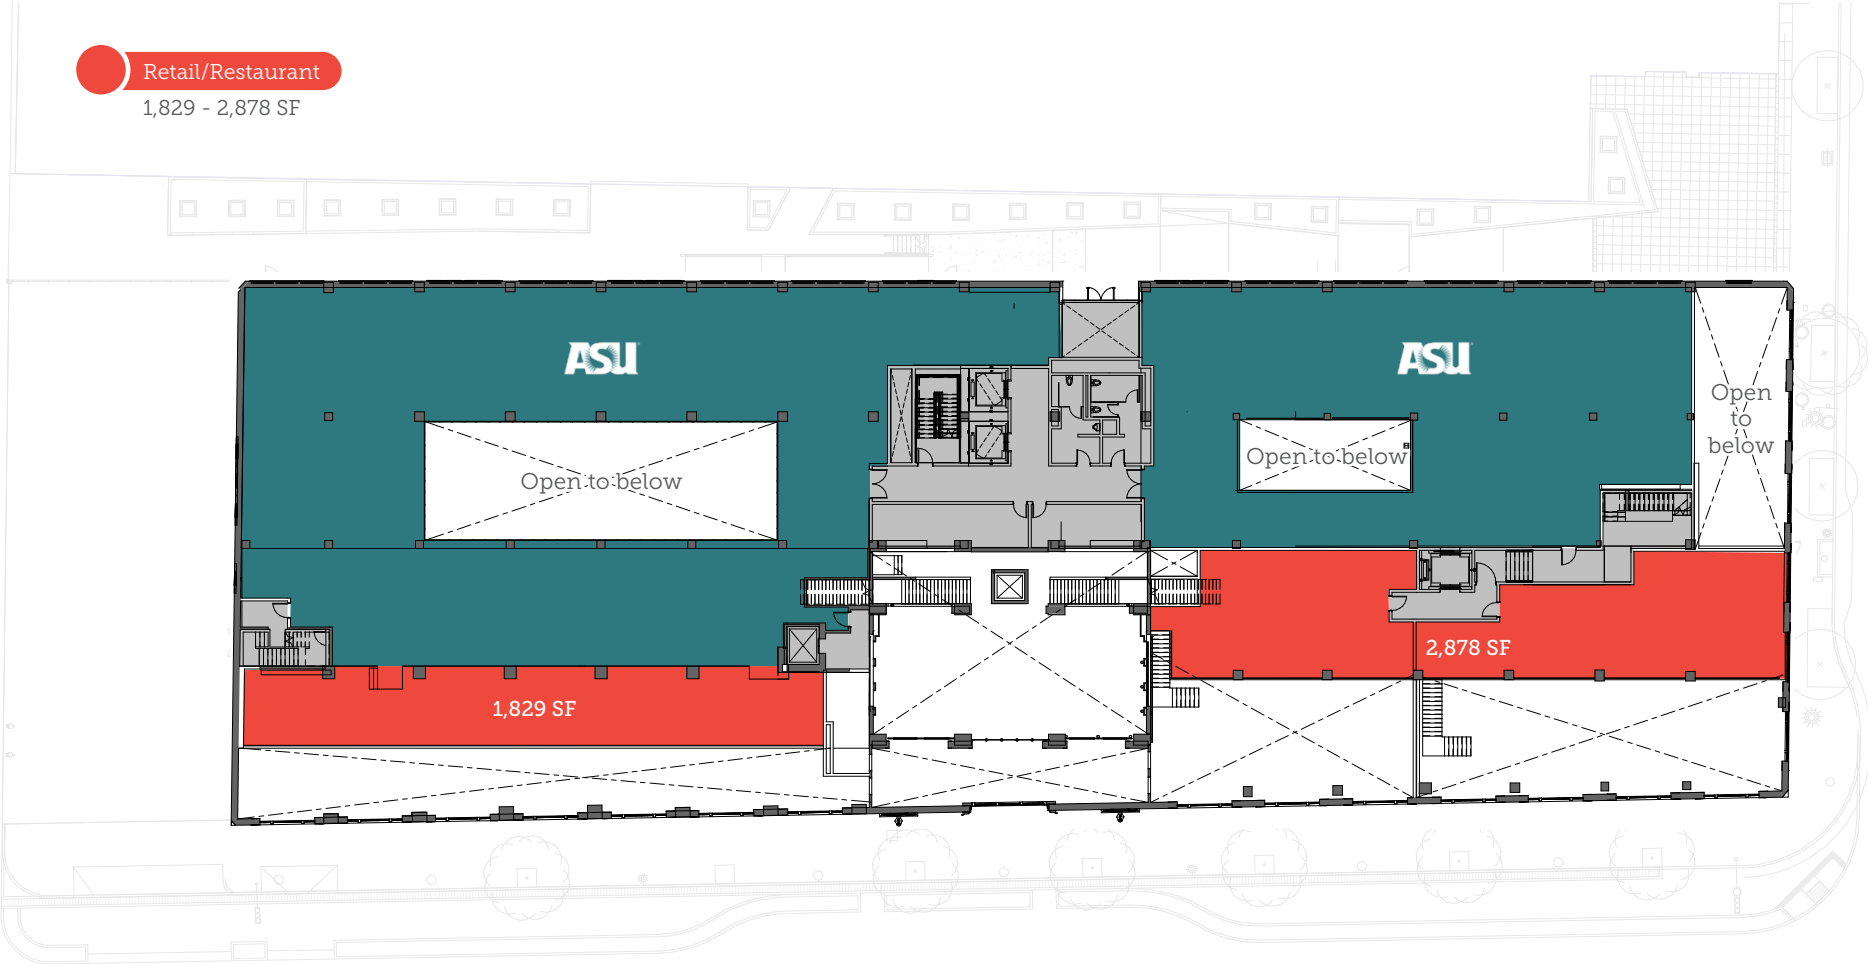 Retail/Restaurant
1,829 - 2,878 SF
ASU
ASU
Open
to
below
Open to below
Open to below
2,878 SF
1,829 SF